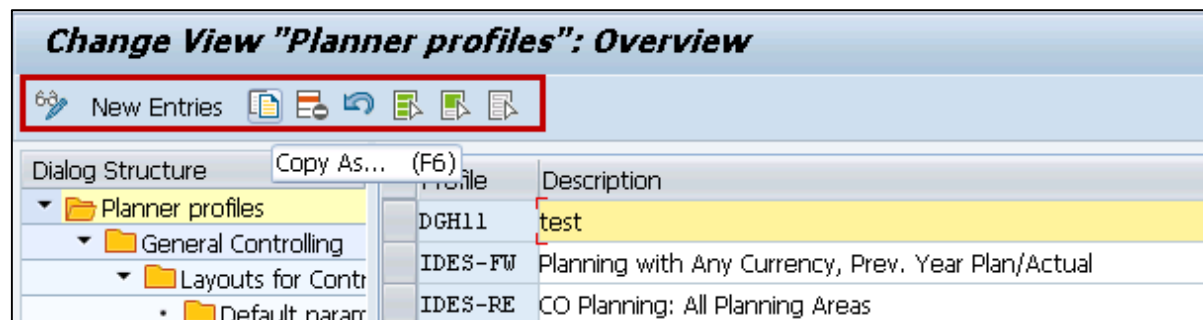 Change View "Planner profiles": Overview
New Entries
Copy As... (F6)
Dialog Structure
Profile Description
Planner profiles
DGH11 test
General Controlling
IDES-FW Planning with Any Currency, Prev. Year Plan/Actual
Layouts for Contr
IDES-RE CO Planning: All Planning Areas
Default param